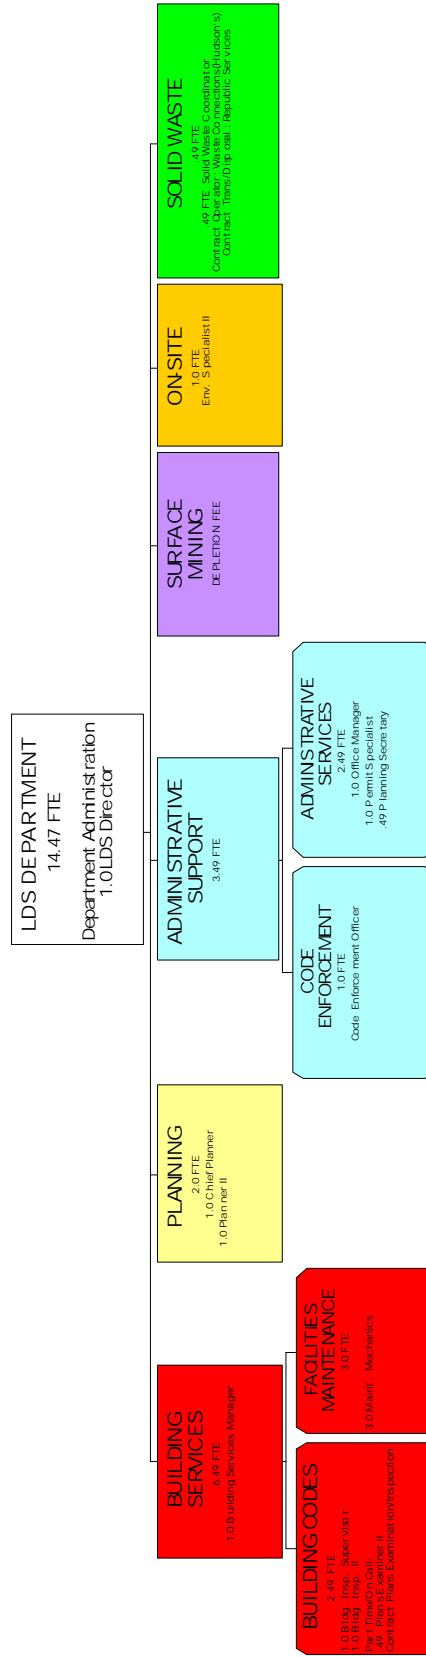 LDS DEPARTMENT
14.47 FTE
Department Administration
1.0 LDS Director
BUILDING
SERVICES
6.49 FTE
1.0 Building Services Manager
PLANNING
2.0 FTE
1.0 Chief Planner
1.0 Planner II
ADMINISTRATIVE
SUPPORT
3.49 FTE
SURFACE
MINING
DEPLETION FEE
ON-SITE
1.0 FTE
Env. Specialist II
SOLID WASTE
.49 FTE
.49 FTE Solid Waste Coordinator
Contract Operator: Waste Connections(Hudson's)
Contract Trans/Disposal : Republic Services
BUILDING CODES
2.49 FTE
1.0 Bldg. Insp. Supervisor
1.0 Bldg. Insp. II
Part Time/On Call:
.49 Plans Examiner II
Contract Plans Examination/Inspection
FACILITIES
MAINTENANCE
3.0 FTE
3.0 Maint. Mechanics
CODE
ENFORCEMENT
1.0 FTE
Code Enforcement Officer
ADMINISTRATIVE
SERVICES
2.49 FTE
1.0 Office Manager
1.0 Permit Specialist
.49 Planning Secretary